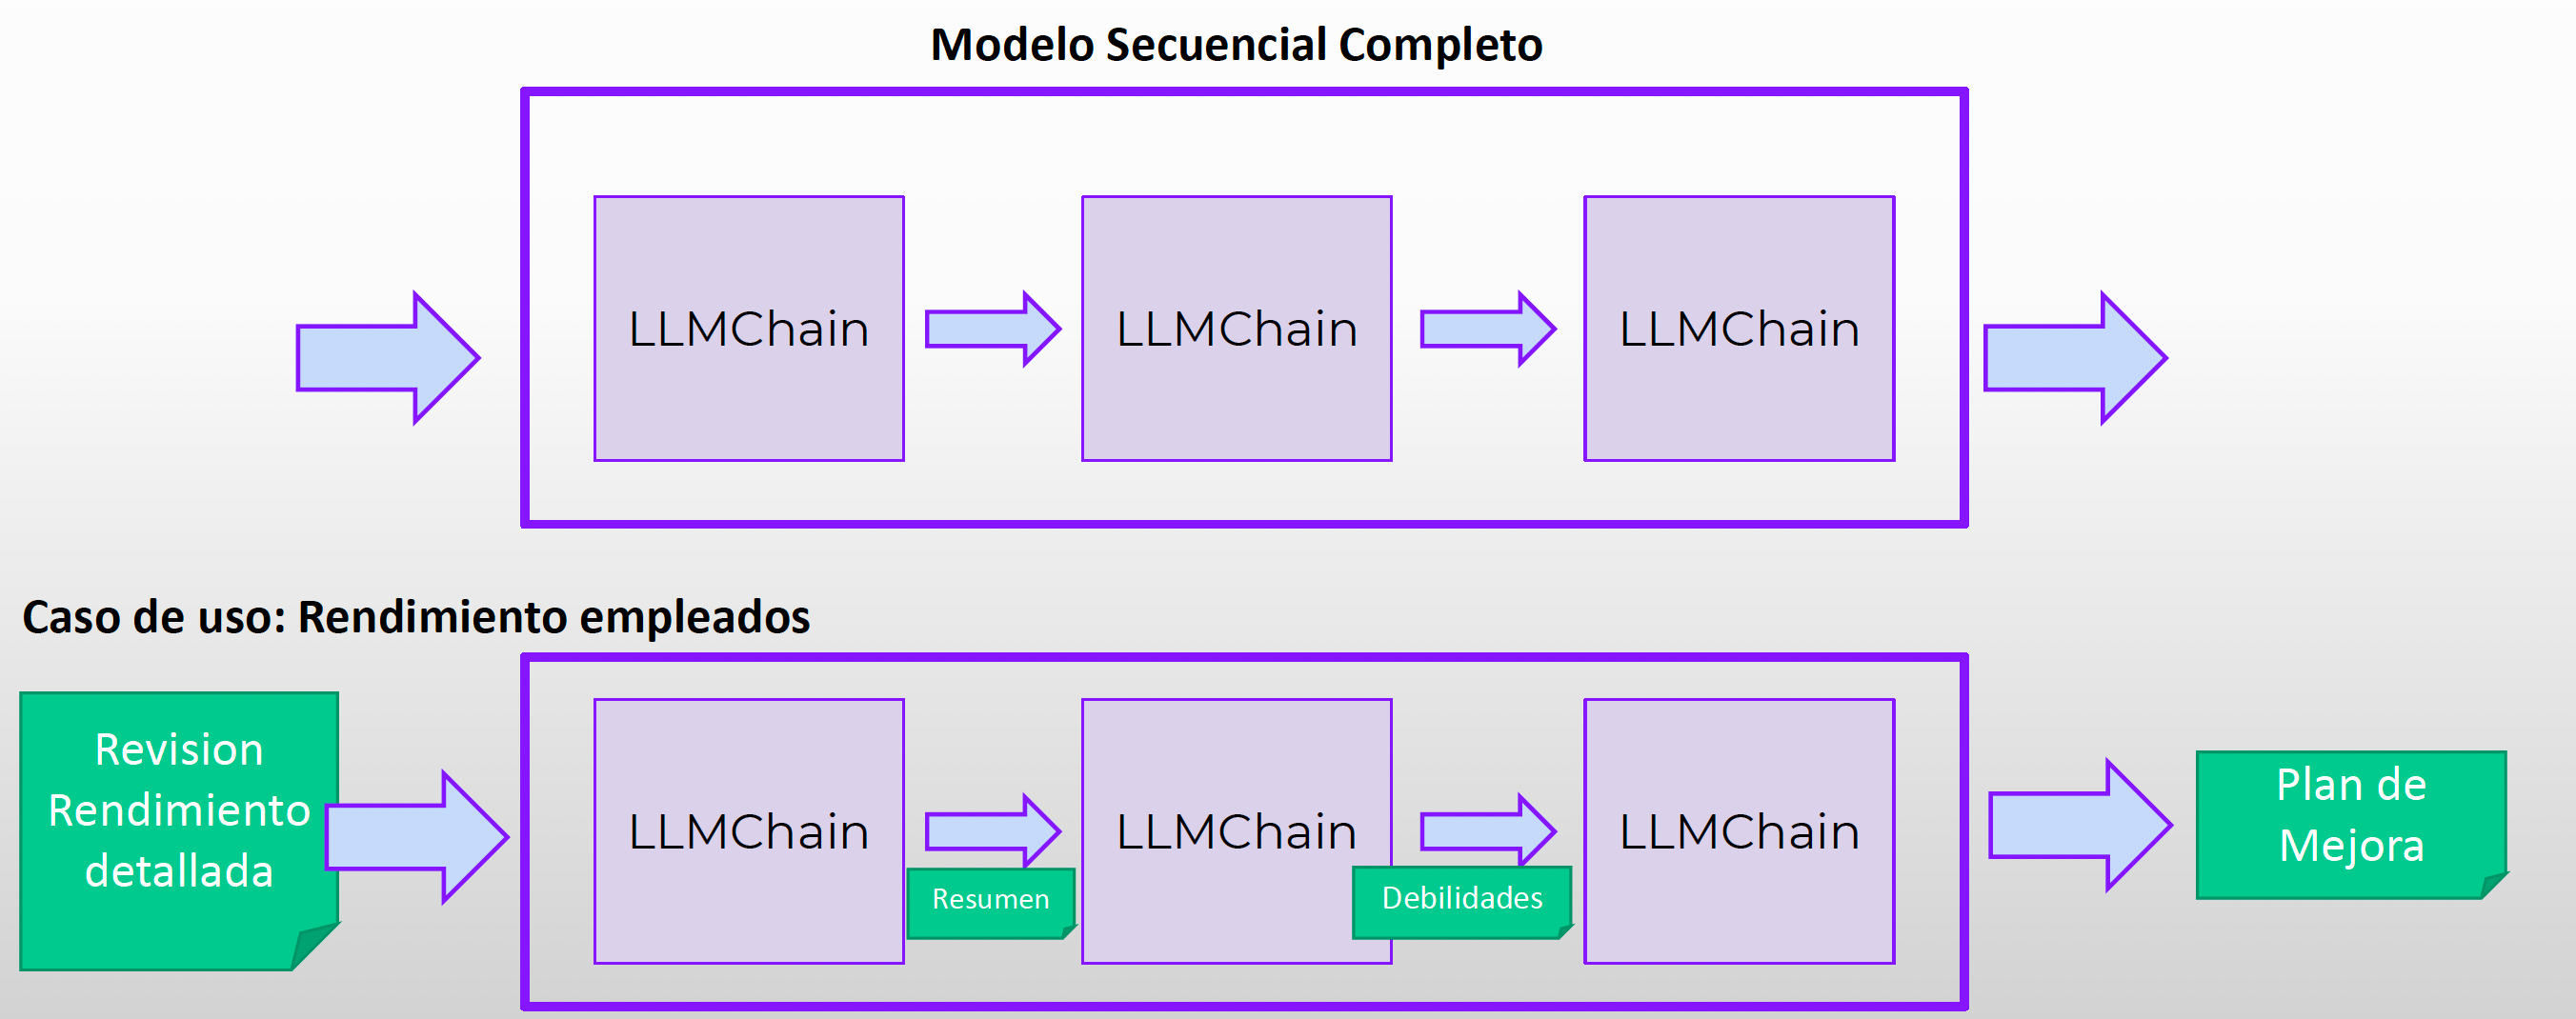 Modelo Secuencial Completo
LLMChain
LLMChain
LLMChain
Caso de uso: Rendimiento empleados
Revision
Rendimiento
detallada
LLMChain
Resumen
LLMChain
Debilidades
LLMChain
Plan de
Mejora